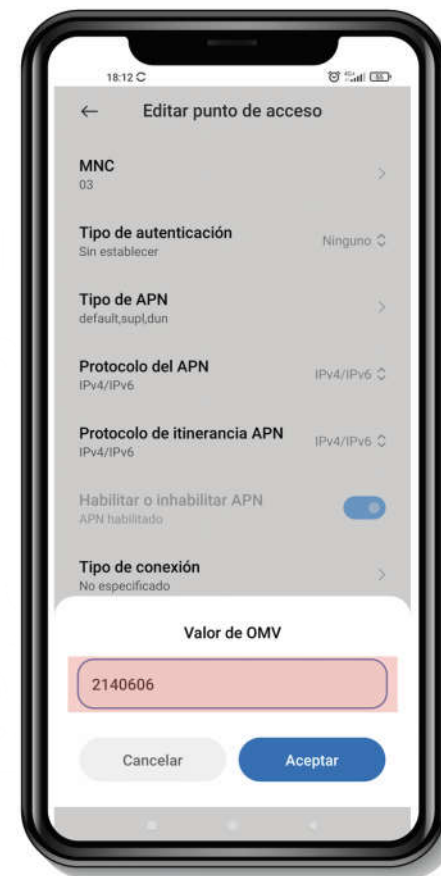 18:12
Editar punto de acceso
MNC
03
Tipo de autenticación
Sin establecer
Ninguno
Tipo de APN
default,supl,dun
Protocolo del APN
IPv4/IPv6
IPv4/IPv6
Protocolo de itinerancia APN
IPv4/IPv6
IPv4/IPv6
Habilitar o inhabilitar APN
APN habilitado
Tipo de conexión
No especificado
Valor de OMV
2140606
Cancelar
Aceptar